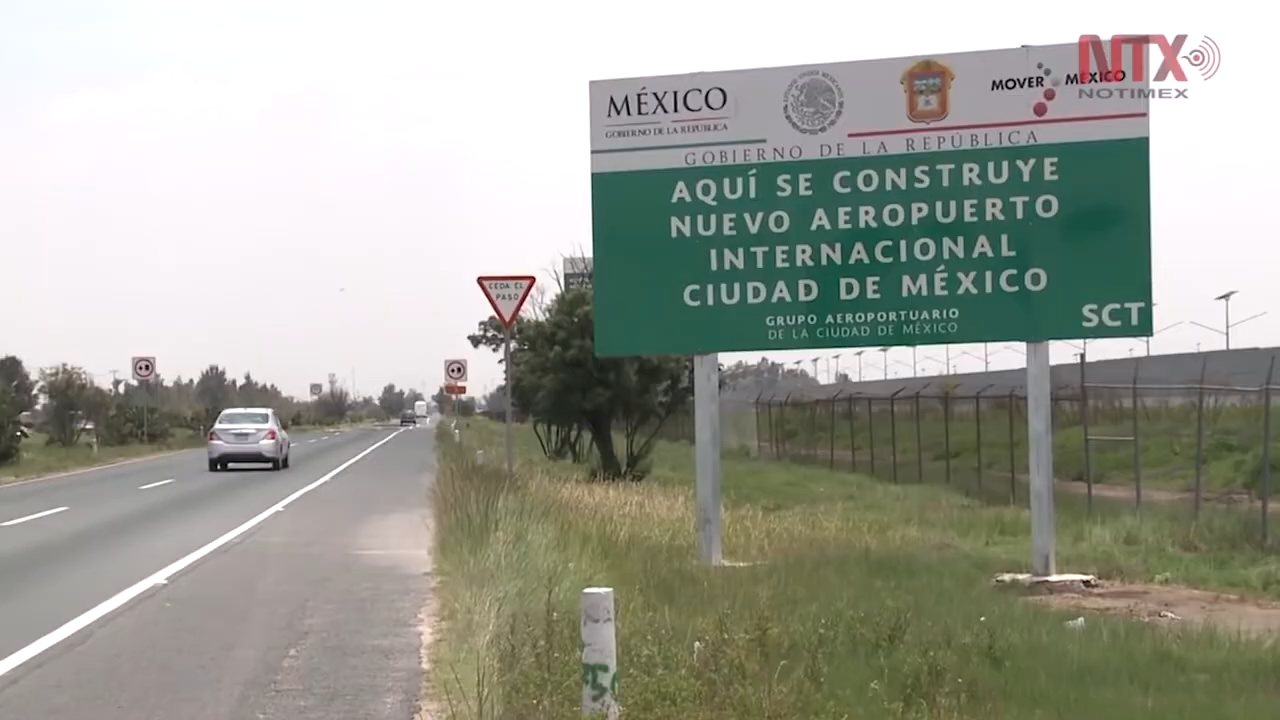 NTX
NOTIMEX
MÉXICO
GOBIERNO DE LA REPÚBLICA
MOVER MÉXICO
GOBIERNO DE LA REPÚBLICA
AQUÍ SE CONSTRUYE
NUEVO AEROPUERTO
INTERNACIONAL
CIUDAD DE MÉXICO
GRUPO AEROPORTUARIO
DE LA CIUDAD DE MÉXICO
SCT
CEDA EL
PASO